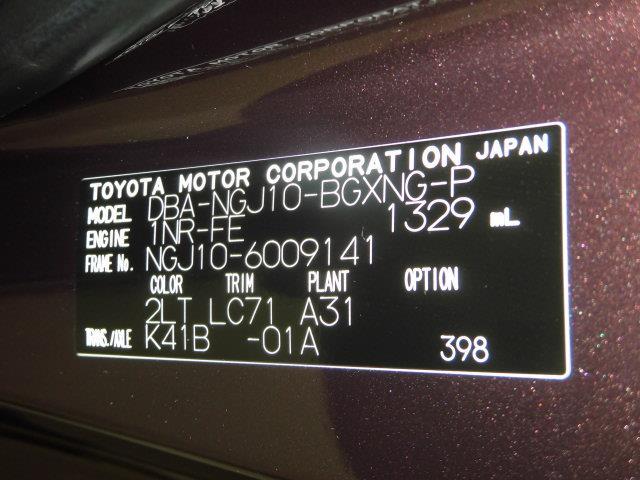 TOYOTA MOTOR CORPORATION JAPAN
MODEL DBA-NGJ10-BGXNG-P
ENGINE 1NR-FE 1329 mL.
FRAME No. NGJ10-6009141
COLOR TRIM PLANT OPTION
2LT LC71 A31
TRANS./AXLE K41B -01A 398